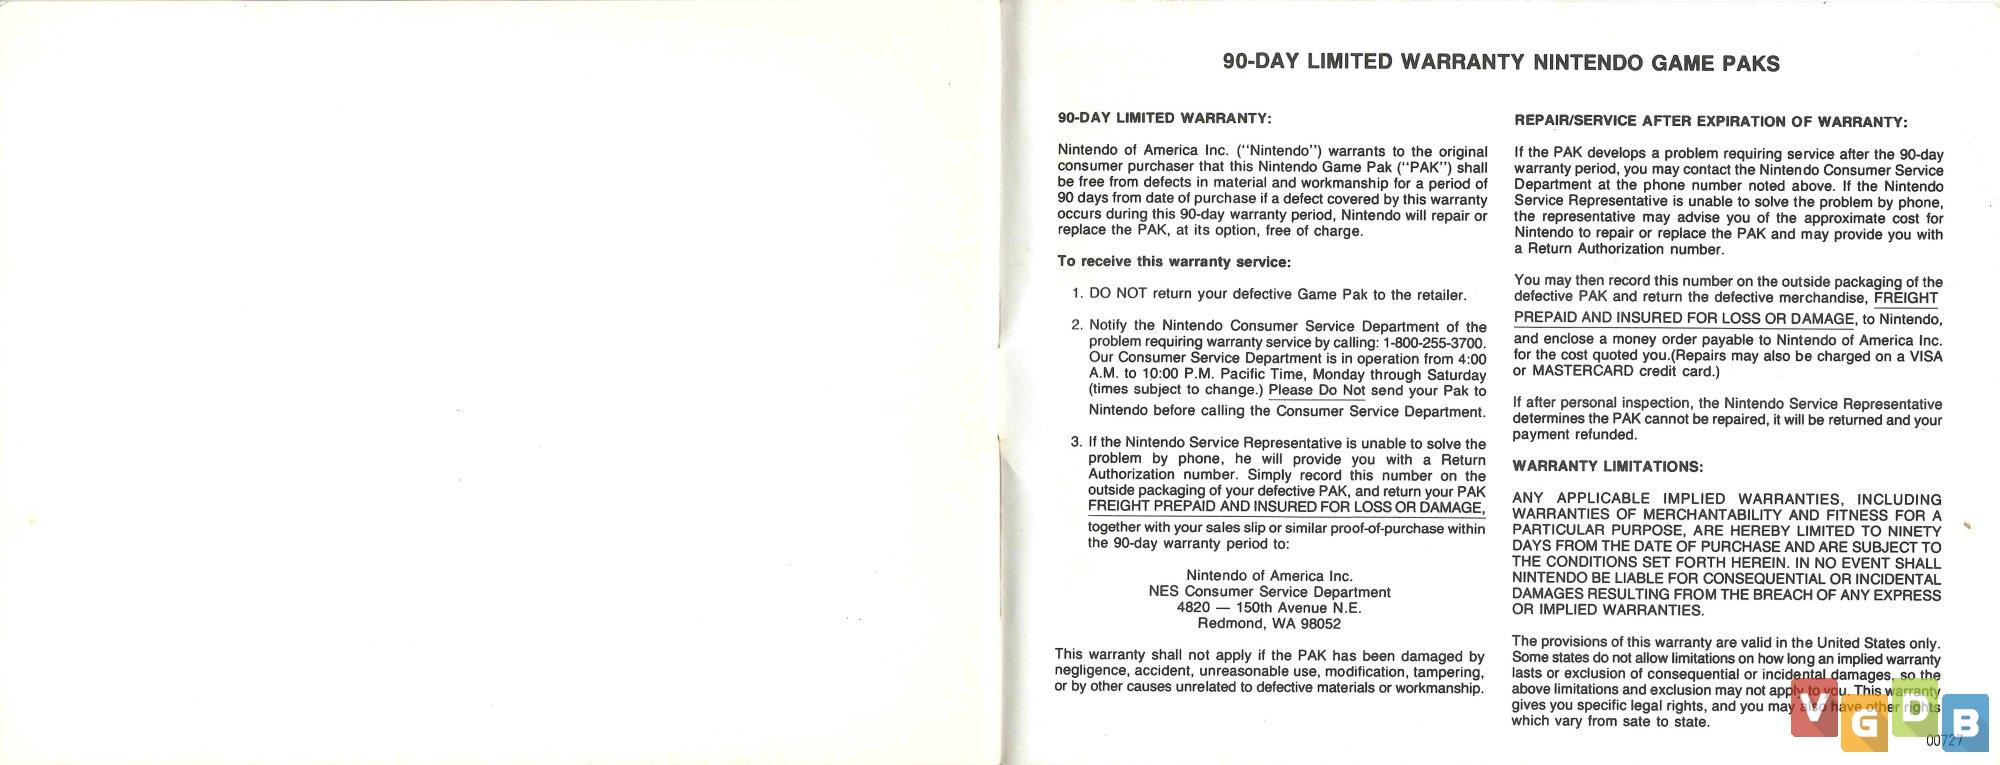 90-DAY LIMITED WARRANTY NINTENDO GAME PAKS
90-DAY LIMITED WARRANTY:
Nintendo of America Inc. (“Nintendo”) warrants to the original
consumer purchaser that this Nintendo Game Pak (“PAK”) shall
be free from defects in material and workmanship for a period of
90 days from date of purchase if a defect covered by this warranty
occurs during this 90-day warranty period, Nintendo will repair or
replace the PAK, at its option, free of charge.
To receive this warranty service:
1. DO NOT return your defective Game Pak to the retailer.
2. Notify the Nintendo Consumer Service Department of the
problem requiring warranty service by calling: 1-800-255-3700.
Our Consumer Service Department is in operation from 4:00
A.M. to 10:00 P.M. Pacific Time, Monday through Saturday
(times subject to change.) Please Do Not send your Pak to
Nintendo before calling the Consumer Service Department.
3. If the Nintendo Service Representative is unable to solve the
problem by phone, he will provide you with a Return
Authorization number. Simply record this number on the
outside packaging of your defective PAK, and return your PAK
FREIGHT PREPAID AND INSURED FOR LOSS OR DAMAGE,
together with your sales slip or similar proof-of-purchase within
the 90-day warranty period to:
Nintendo of America Inc.
NES Consumer Service Department
4820 — 150th Avenue N.E.
Redmond, WA 98052
This warranty shall not apply if the PAK has been damaged by
negligence, accident, unreasonable use, modification, tampering,
or by other causes unrelated to defective materials or workmanship.
REPAIR/SERVICE AFTER EXPIRATION OF WARRANTY:
If the PAK develops a problem requiring service after the 90-day
warranty period, you may contact the Nintendo Consumer Service
Department at the phone number noted above. If the Nintendo
Service Representative is unable to solve the problem by phone,
the representative may advise you of the approximate cost for
Nintendo to repair or replace the PAK and may provide you with
a Return Authorization number.
You may then record this number on the outside packaging of the
defective PAK and return the defective merchandise, FREIGHT
PREPAID AND INSURED FOR LOSS OR DAMAGE, to Nintendo,
and enclose a money order payable to Nintendo of America Inc.
for the cost quoted you.(Repairs may also be charged on a VISA
or MASTERCARD credit card.)
If after personal inspection, the Nintendo Service Representative
determines the PAK cannot be repaired, it will be returned and your
payment refunded.
WARRANTY LIMITATIONS:
ANY APPLICABLE IMPLIED WARRANTIES, INCLUDING
WARRANTIES OF MERCHANTABILITY AND FITNESS FOR A
PARTICULAR PURPOSE, ARE HEREBY LIMITED TO NINETY
DAYS FROM THE DATE OF PURCHASE AND ARE SUBJECT TO
THE CONDITIONS SET FORTH HEREIN. IN NO EVENT SHALL
NINTENDO BE LIABLE FOR CONSEQUENTIAL OR INCIDENTAL
DAMAGES RESULTING FROM THE BREACH OF ANY EXPRESS
OR IMPLIED WARRANTIES.
The provisions of this warranty are valid in the United States only.
Some states do not allow limitations on how long an implied warranty
lasts or exclusion of consequential or incidental damages, so the
above limitations and exclusion may not apply to you. This warranty
gives you specific legal rights, and you may also have other rights
which vary from sate to state.
00727
VGDB